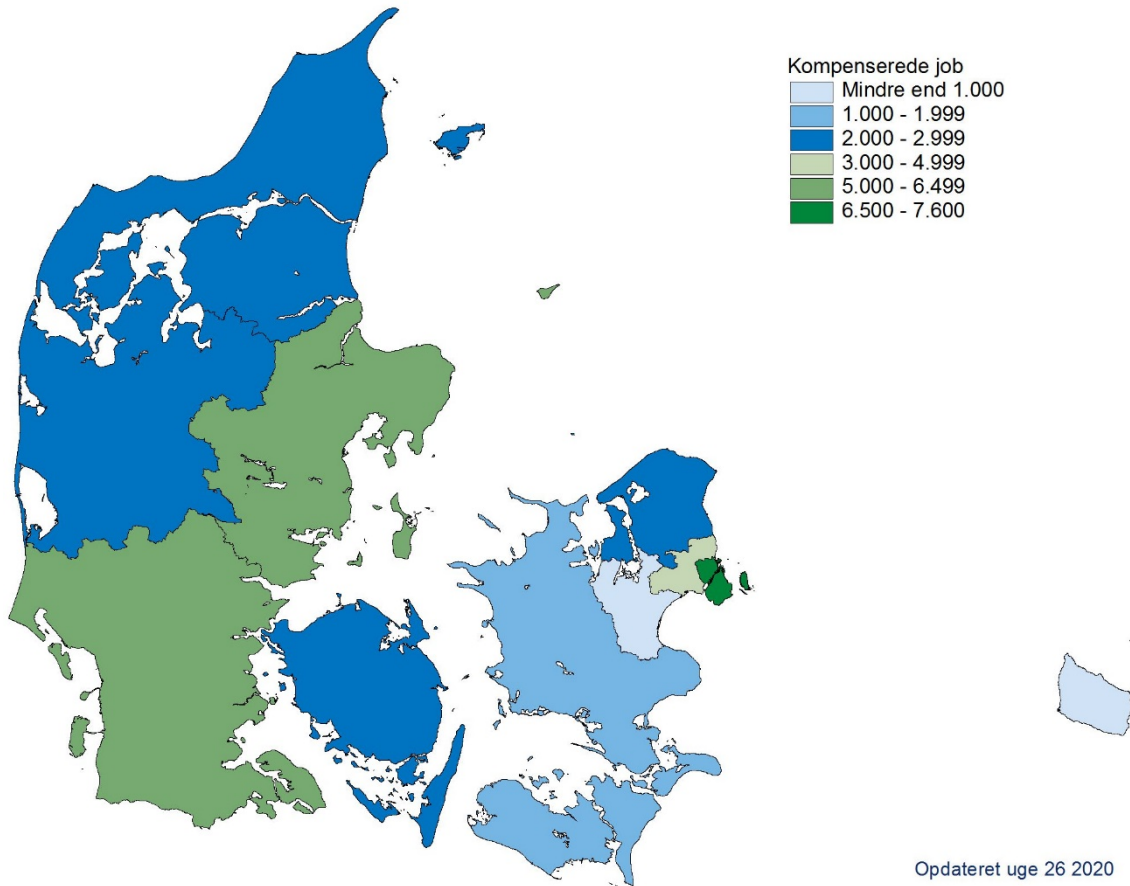 Kompenserede job
Mindre end 1.000
1.000 - 1.999
2.000 - 2.999
3.000 - 4.999
5.000 - 6.499
6.500 - 7.600
Opdateret uge 26 2020